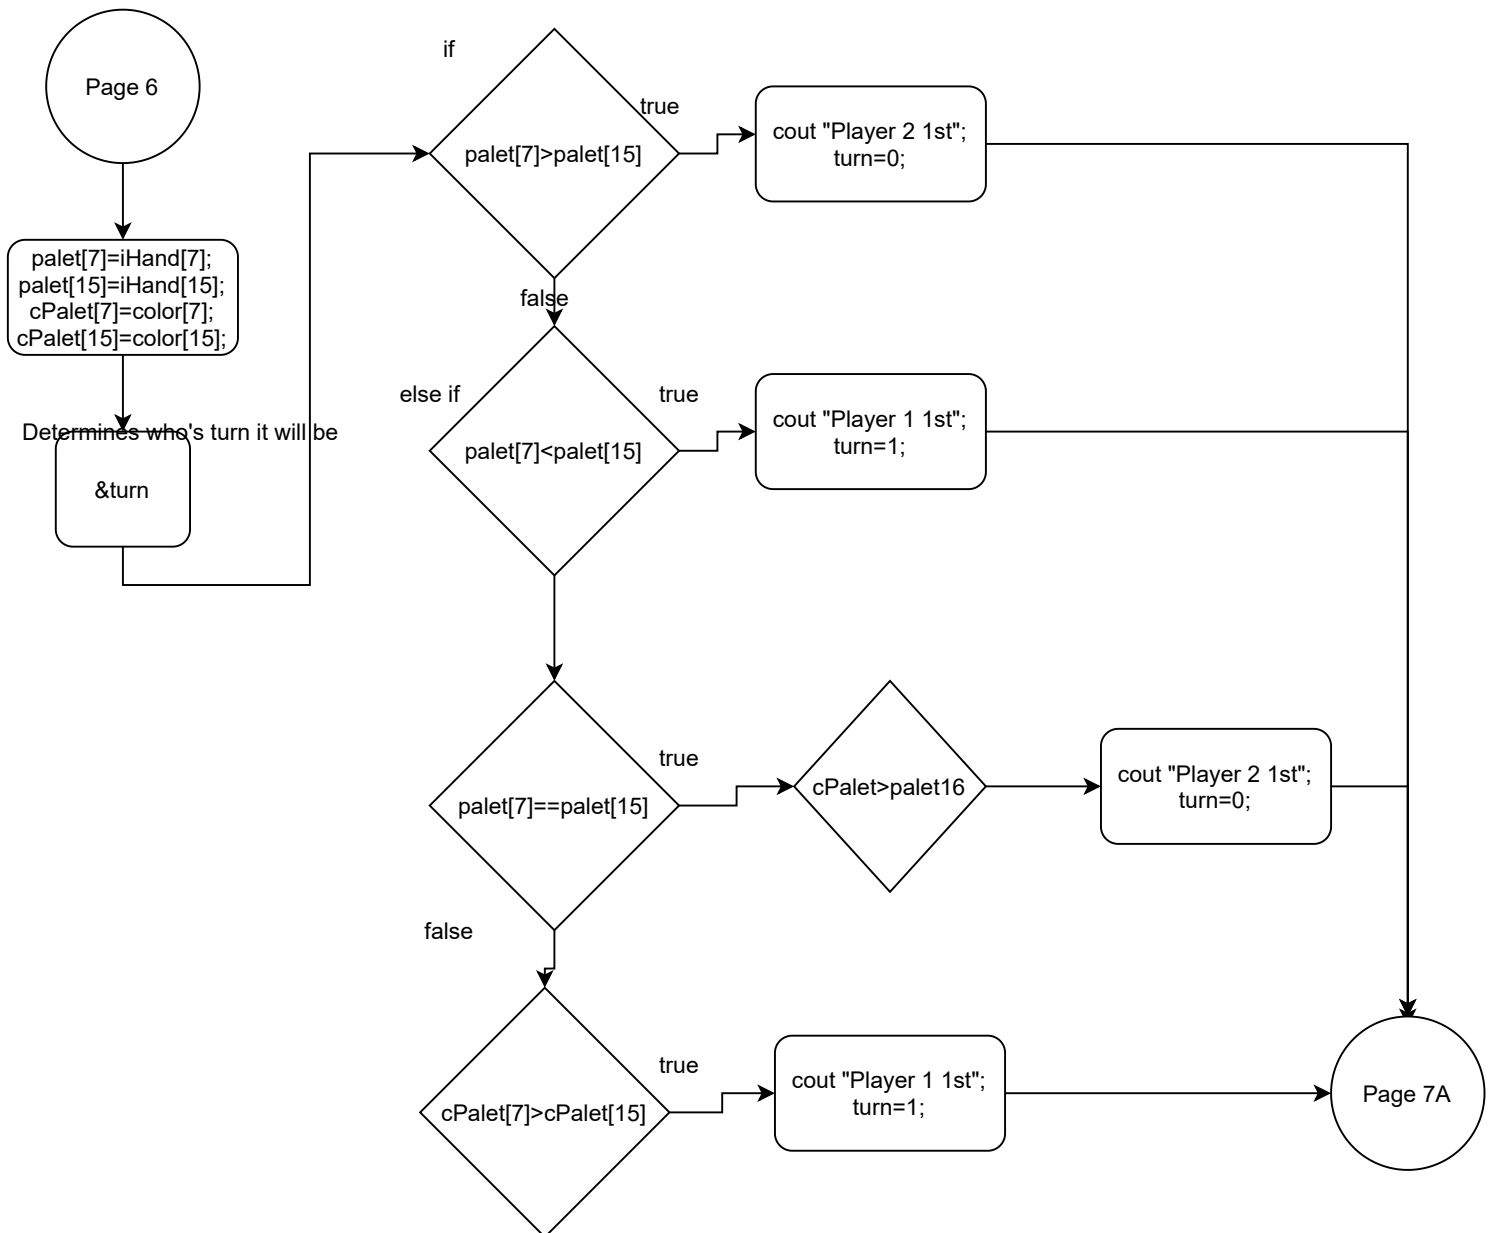 Page 6
palet[7]=iHand[7];
palet[15]=iHand[15];
cPalet[7]=color[7];
cPalet[15]=color[15];
Determines who's turn it will be
&turn
if
palet[7]>palet[15]
true
cout "Player 2 1st";
turn=0;
false
else if
palet[7]<palet[15]
true
cout "Player 1 1st";
turn=1;
palet[7]==palet[15]
true
cPalet>palet16
cout "Player 2 1st";
turn=0;
false
cPalet[7]>cPalet[15]
true
cout "Player 1 1st";
turn=1;
Page 7A